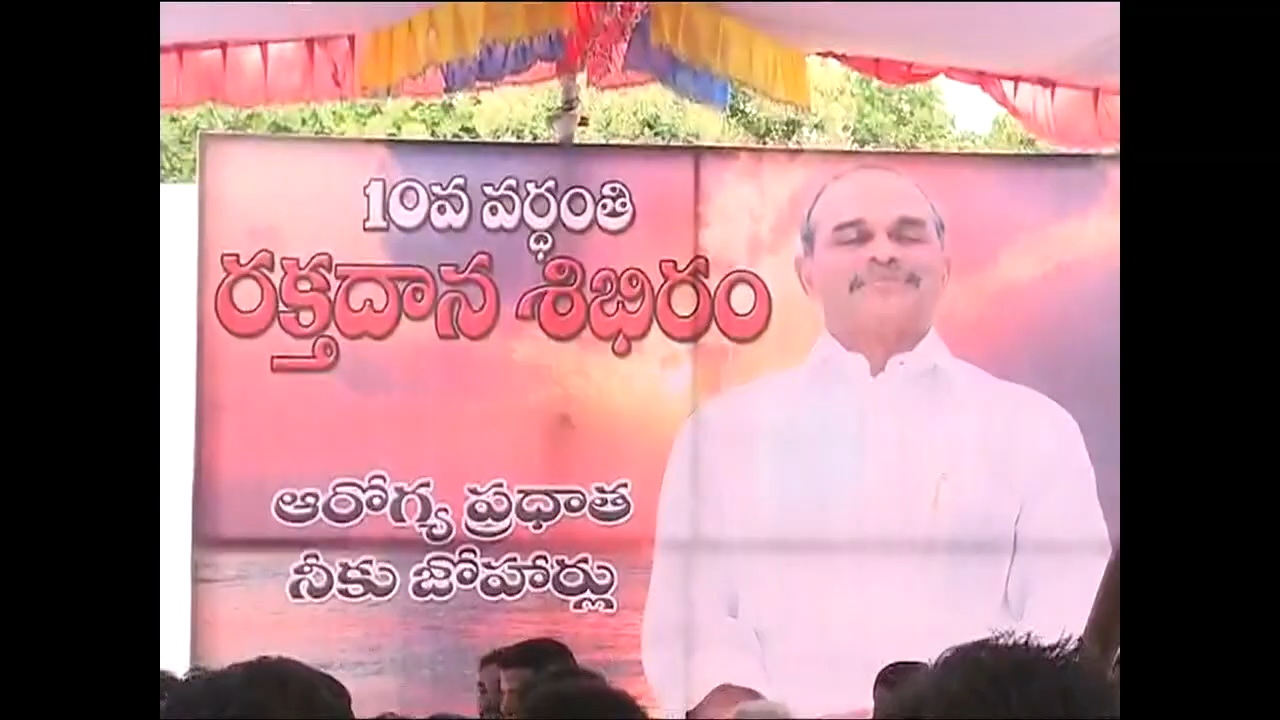 10వ వర్ధంతి
రక్తదాన శిభిరం
ఆరోగ్య ప్రధాత
నీకు జోహార్లు